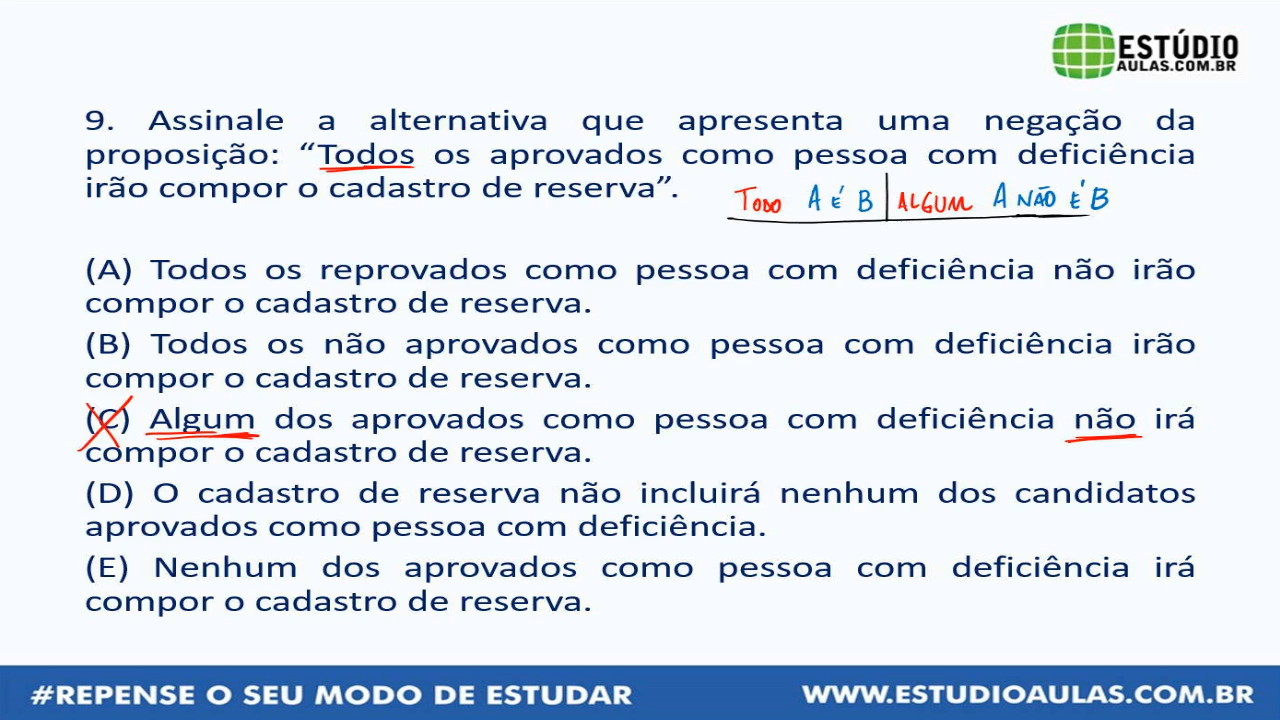 ESTÚDIO
AULAS.COM.BR
9. Assinale a alternativa que apresenta uma negação da
proposição: “Todos os aprovados como pessoa com deficiência
irão compor o cadastro de reserva”.
TODO A É B | ALGUM A NÃO É B
(A) Todos os reprovados como pessoa com deficiência não irão
compor o cadastro de reserva.
(B) Todos os não aprovados como pessoa com deficiência irão
compor o cadastro de reserva.
(C) Algum dos aprovados como pessoa com deficiência não irá
compor o cadastro de reserva.
(D) O cadastro de reserva não incluirá nenhum dos candidatos
aprovados como pessoa com deficiência.
(E) Nenhum dos aprovados como pessoa com deficiência irá
compor o cadastro de reserva.
#REPENSE O SEU MODO DE ESTUDAR
WWW.ESTUDIOAULAS.COM.BR